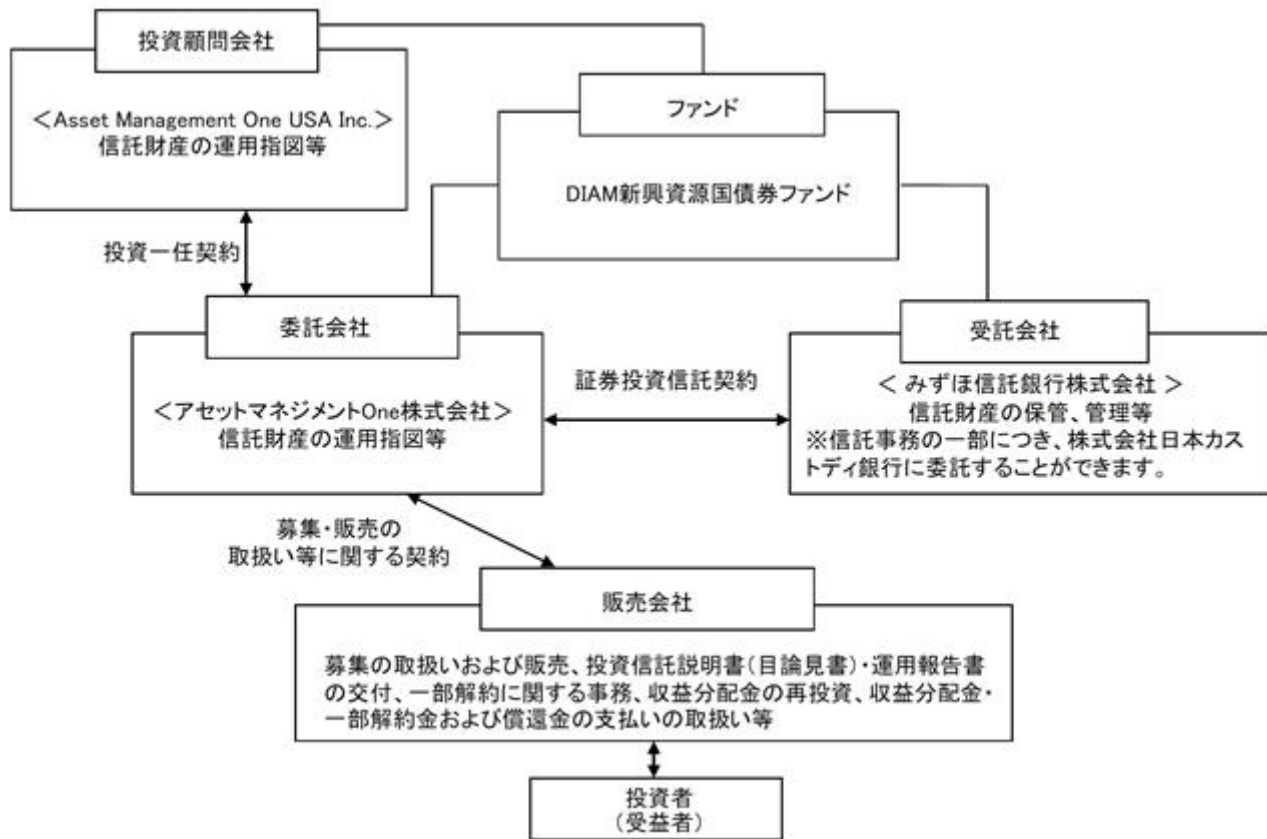 投資顧問会社
＜Asset Management One USA Inc.＞
信託財産の運用指図等
ファンド
DIAM新興資源国債券ファンド
投資一任契約
委託会社
＜アセットマネジメントOne株式会社＞
信託財産の運用指図等
証券投資信託契約
受託会社
＜ みずほ信託銀行株式会社 ＞
信託財産の保管、管理等
※信託事務の一部につき、株式会社日本カス
トディ銀行に委託することができます。
募集・販売の
取扱い等に関する契約
販売会社
募集の取扱いおよび販売、投資信託説明書（目論見書）・運用報告書
の交付、一部解約に関する事務、収益分配金の再投資、収益分配金・
一部解約金および償還金の支払いの取扱い等
投資者
（受益者）